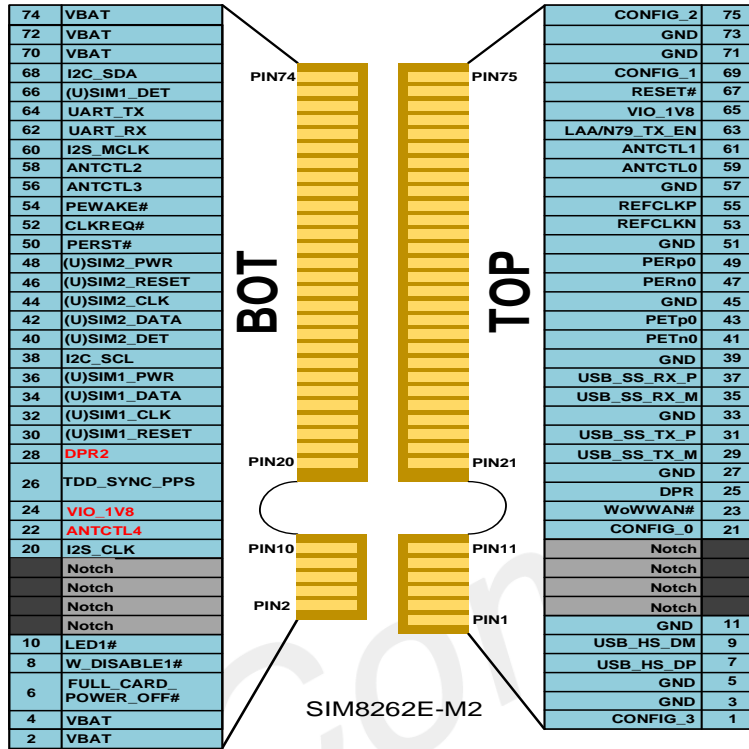 74 VBAT
72 VBAT
70 VBAT
68 I2C_SDA
66 (U)SIM1_DET
64 UART_TX
62 UART_RX
60 I2S_MCLK
58 ANTCTL2
56 ANTCTL3
54 PEWAKE#
52 CLKREQ#
50 PERST#
48 (U)SIM2_PWR
46 (U)SIM2_RESET
44 (U)SIM2_CLK
42 (U)SIM2_DATA
40 (U)SIM2_DET
38 I2C_SCL
36 (U)SIM1_PWR
34 (U)SIM1_DATA
32 (U)SIM1_CLK
30 (U)SIM1_RESET
28 DPR2
26 TDD_SYNC_PPS
24 VIO_1V8
22 ANTCTL4
20 I2S_CLK
Notch
Notch
Notch
Notch
10 LED1#
8 W_DISABLE1#
6 FULL_CARD_
POWER_OFF#
4 VBAT
2 VBAT
PIN74
BOT
PIN20
PIN10
PIN2
PIN75
TOP
PIN21
PIN11
PIN1
SIM8262E-M2
CONFIG_2 75
GND 73
GND 71
CONFIG_1 69
RESET# 67
VIO_1V8 65
LAA/N79_TX_EN 63
ANTCTL1 61
ANTCTL0 59
GND 57
REFCLKP 55
REFCLKN 53
GND 51
PERp0 49
PERn0 47
GND 45
PETp0 43
PETn0 41
GND 39
USB_SS_RX_P 37
USB_SS_RX_M 35
GND 33
USB_SS_TX_P 31
USB_SS_TX_M 29
GND 27
DPR 25
WoWWAN# 23
CONFIG_0 21
Notch
Notch
Notch
Notch
GND 11
USB_HS_DM 9
USB_HS_DP 7
GND 5
GND 3
CONFIG_3 1